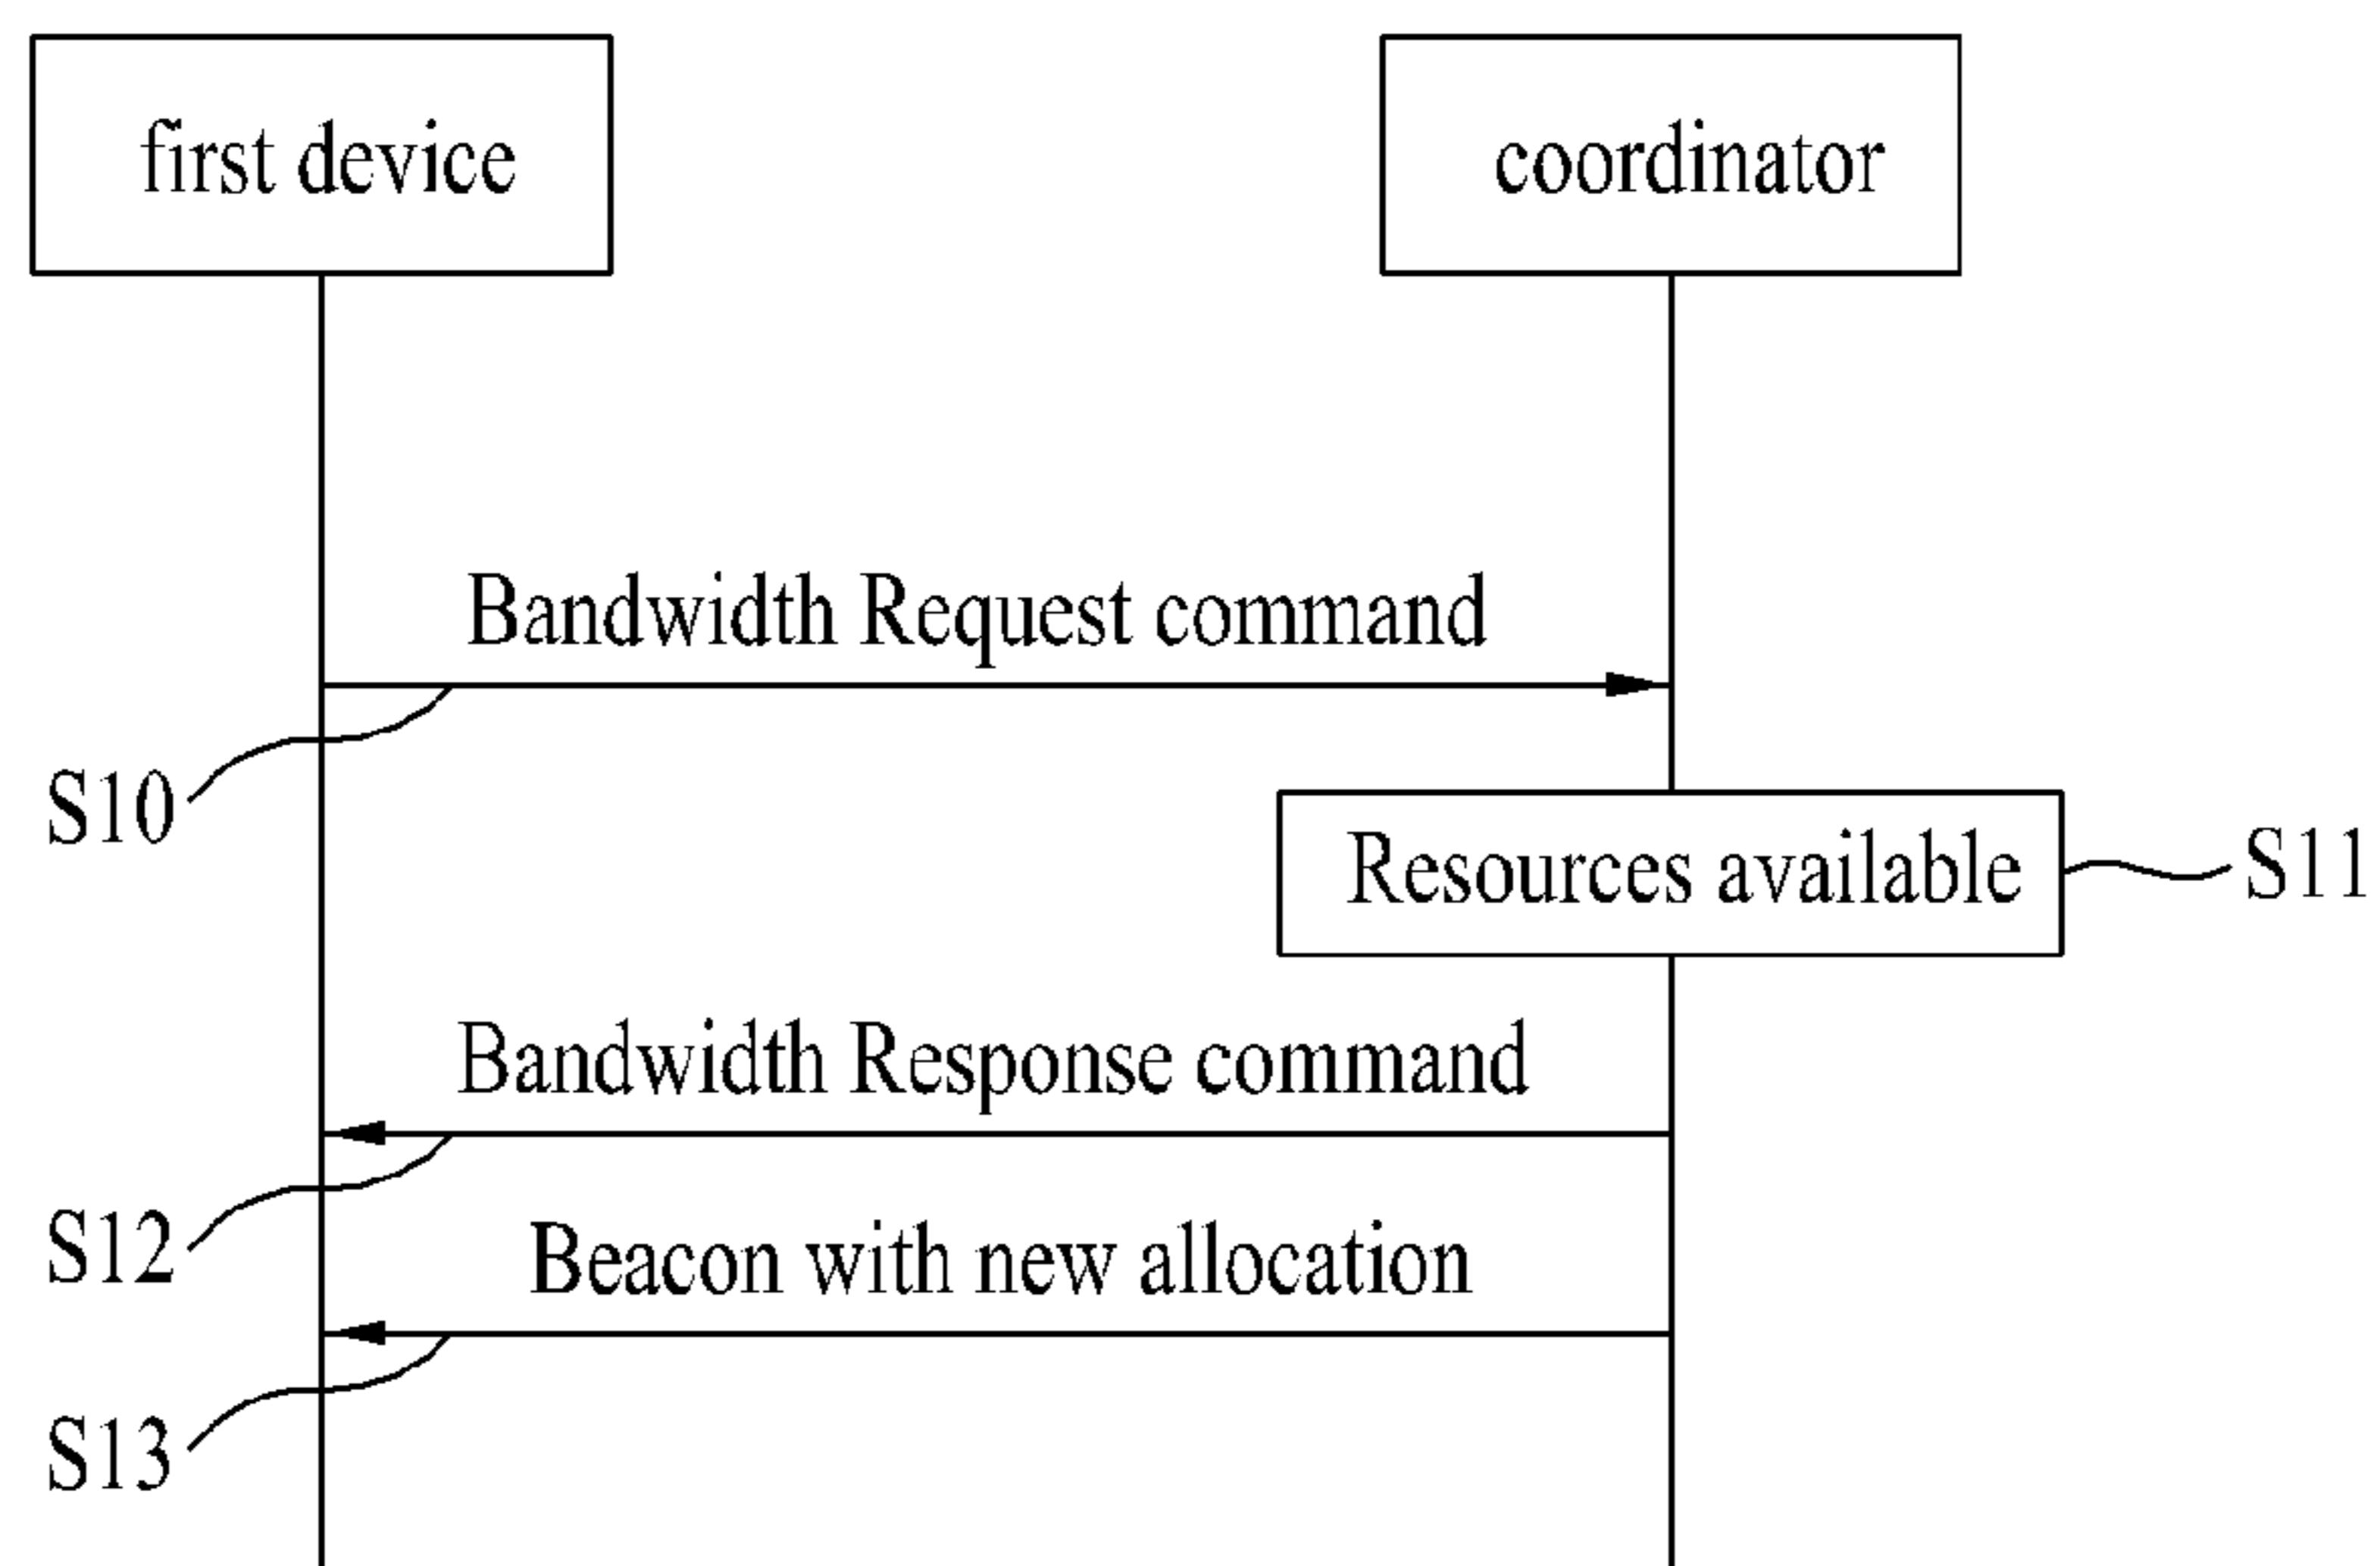 first device
coordinator
Bandwidth Request command
S10
Resources available
S11
Bandwidth Response command
S12
Beacon with new allocation
S13